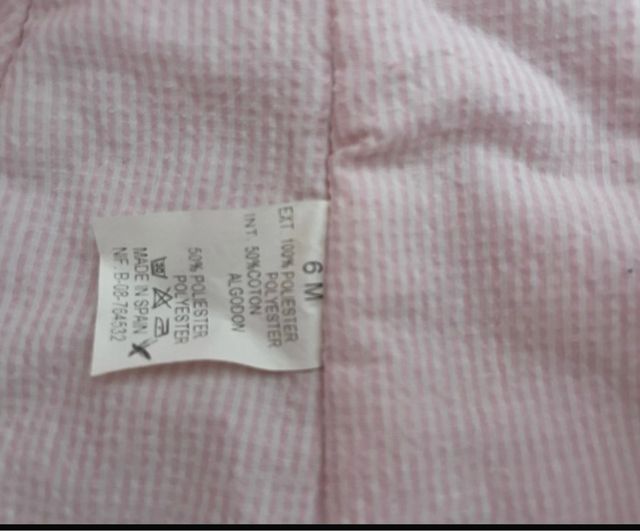 6 M
EXT. 100% POLIESTER
POLYESTER
INT. 50%COTON
ALGODON
50% POLIESTER
POLYESTER
MADE IN SPAIN
NIF. B-08-764532